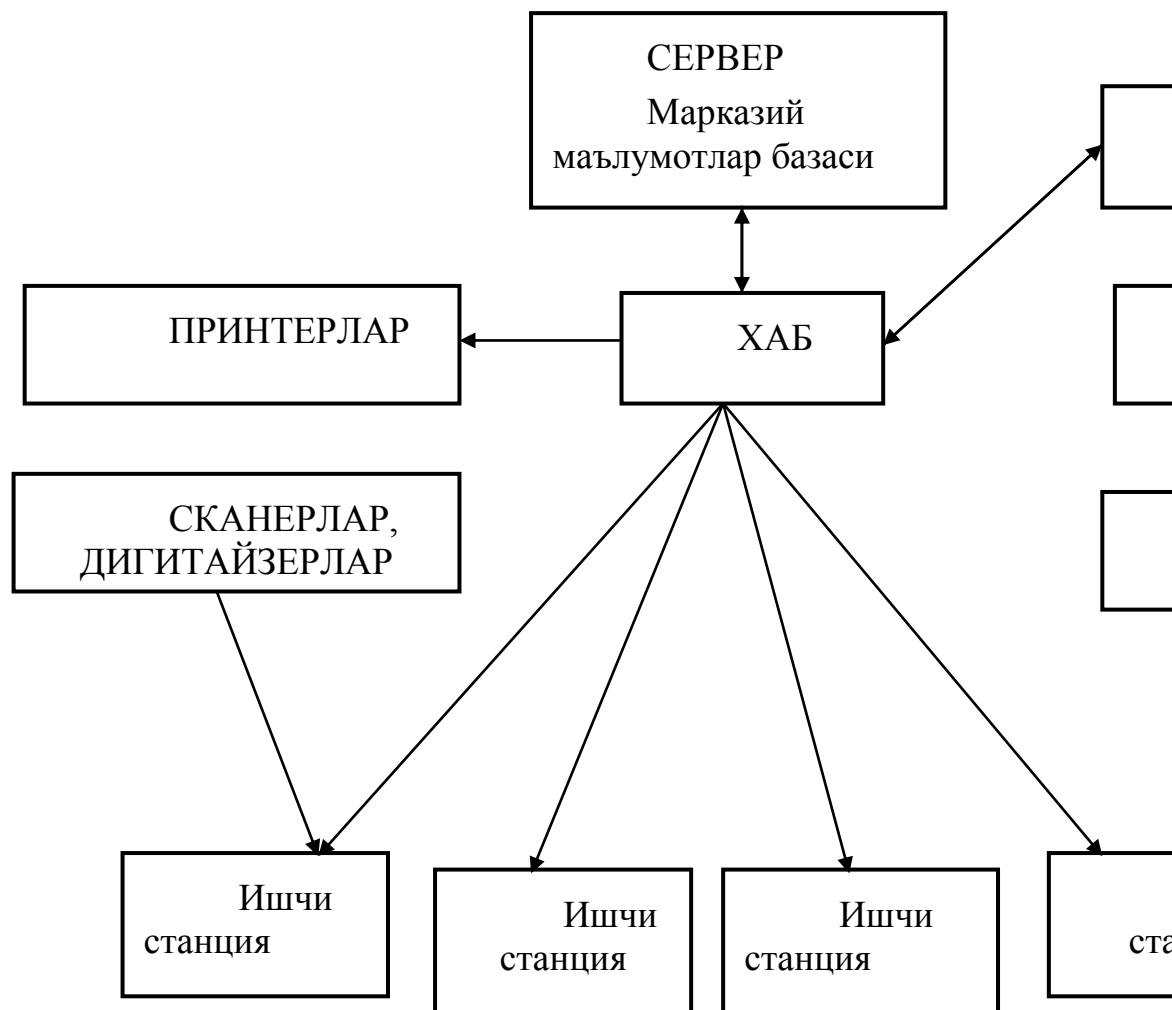 СЕРВЕР
Марказий
маълумотлар базаси
ПРИНТЕРЛАР
ХАБ
СКАНЕРЛАР,
ДИГИТАЙЗЕРЛАР
Ишчи
станция
Ишчи
станция
Ишчи
станция